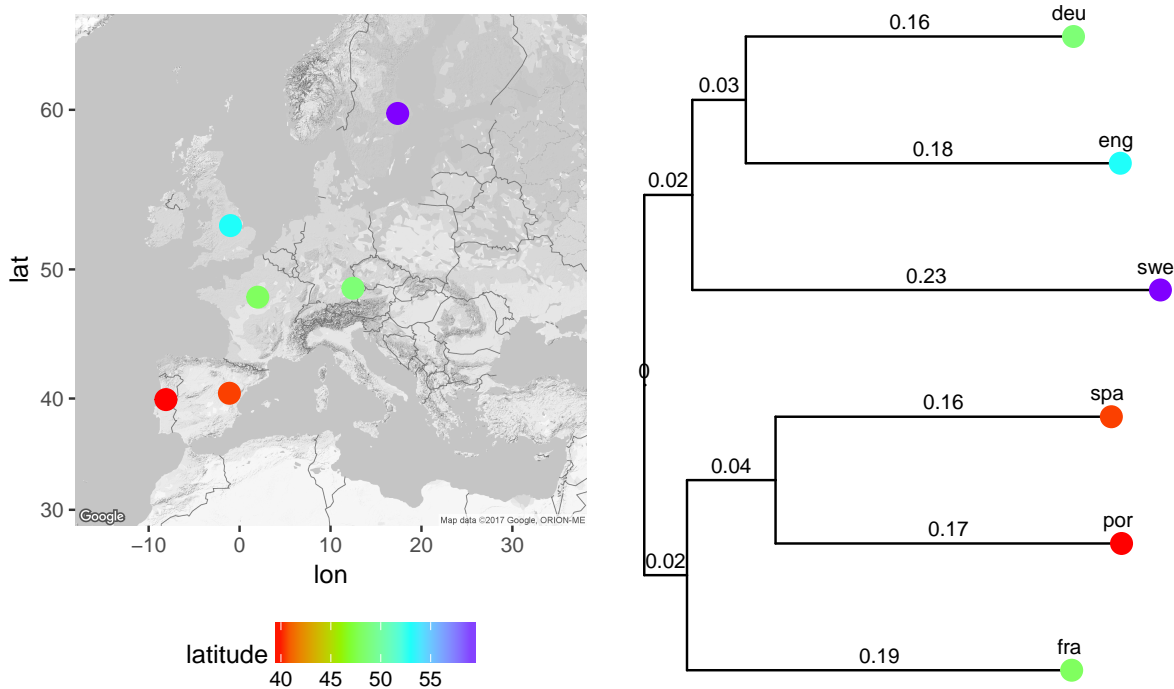 lat
60
50
40
30
−10 0 10 20 30
lon
Google
Map data ©2017 Google, ORION-ME
latitude
40 45 50 55
0.16
deu
0.03
0.18
eng
0.02
0.23
swe
0.
0.16
spa
0.04
0.17
por
0.02
0.19
fra